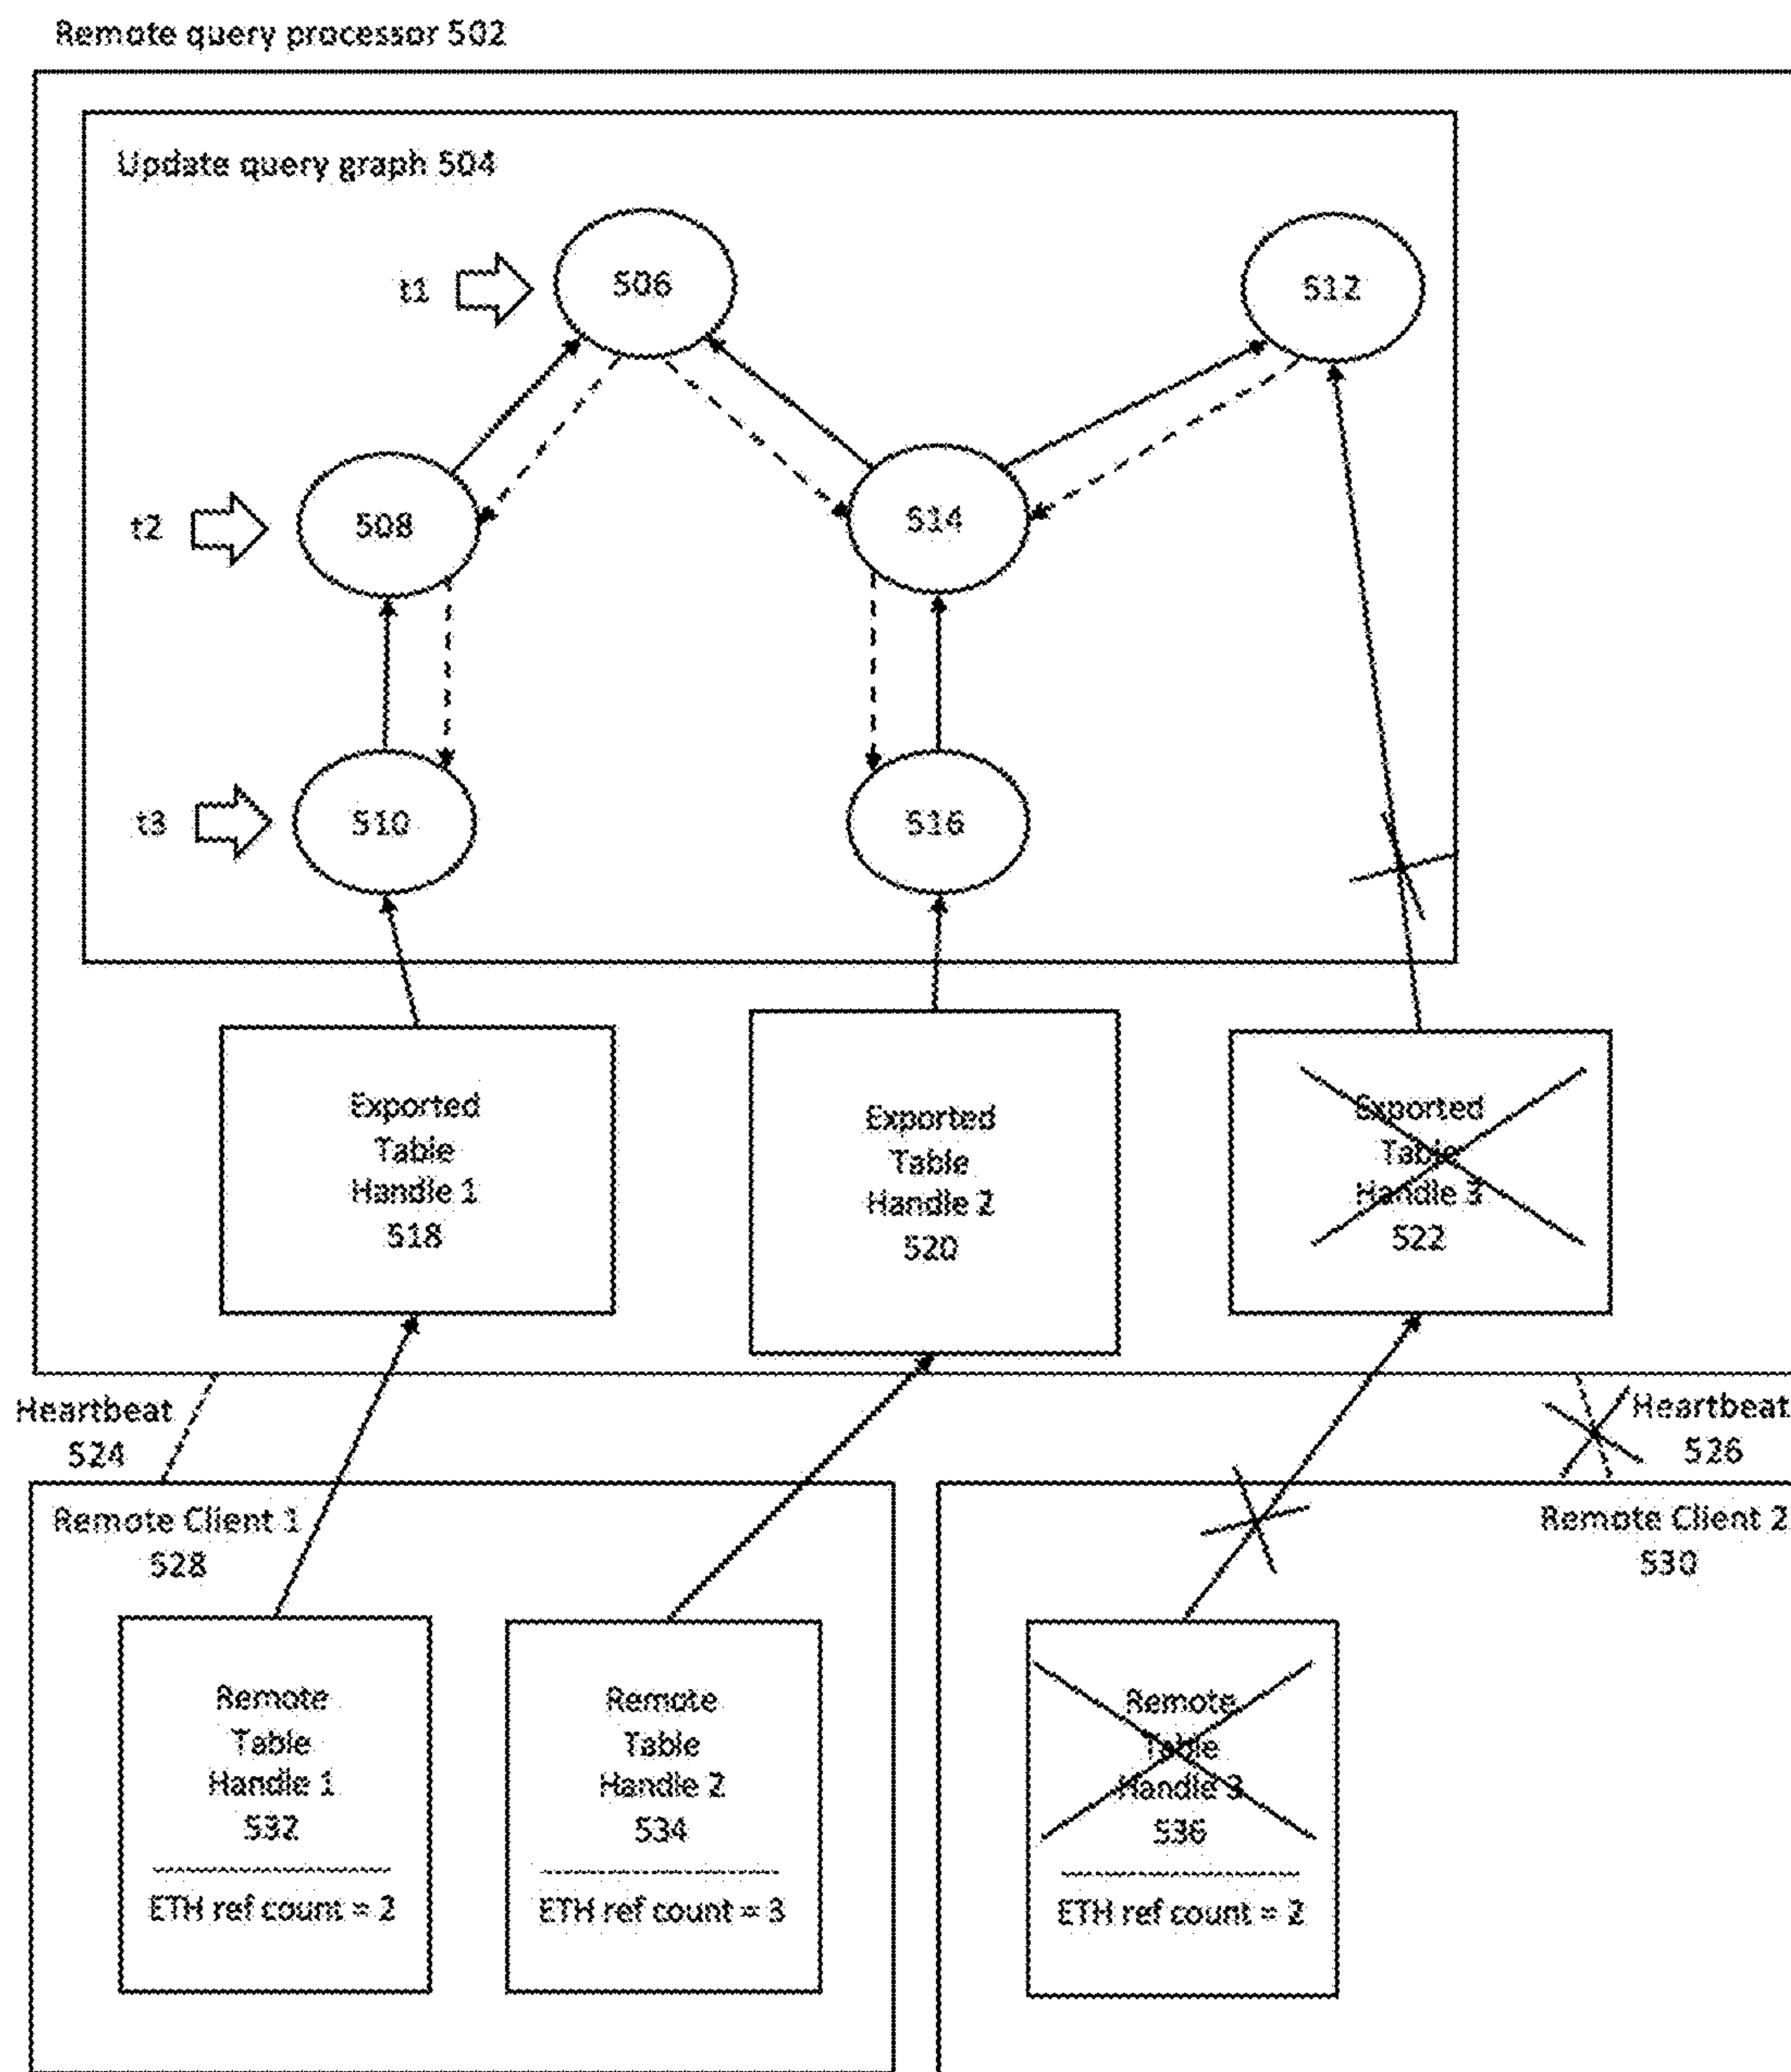 Remote query processor 502
Update query graph 504
t1
506
512
t2
508
514
t3
510
516
Exported
Table
Handle 1
518
Exported
Table
Handle 2
520
Exported
Table
Handle 3
522
Heartbeat
524
Heartbeat
526
Remote Client 1
528
Remote Client 2
530
Remote
Table
Handle 1
532
ETH ref count = 2
Remote
Table
Handle 2
534
ETH ref count = 3
Remote
Table
Handle 3
536
ETH ref count = 2